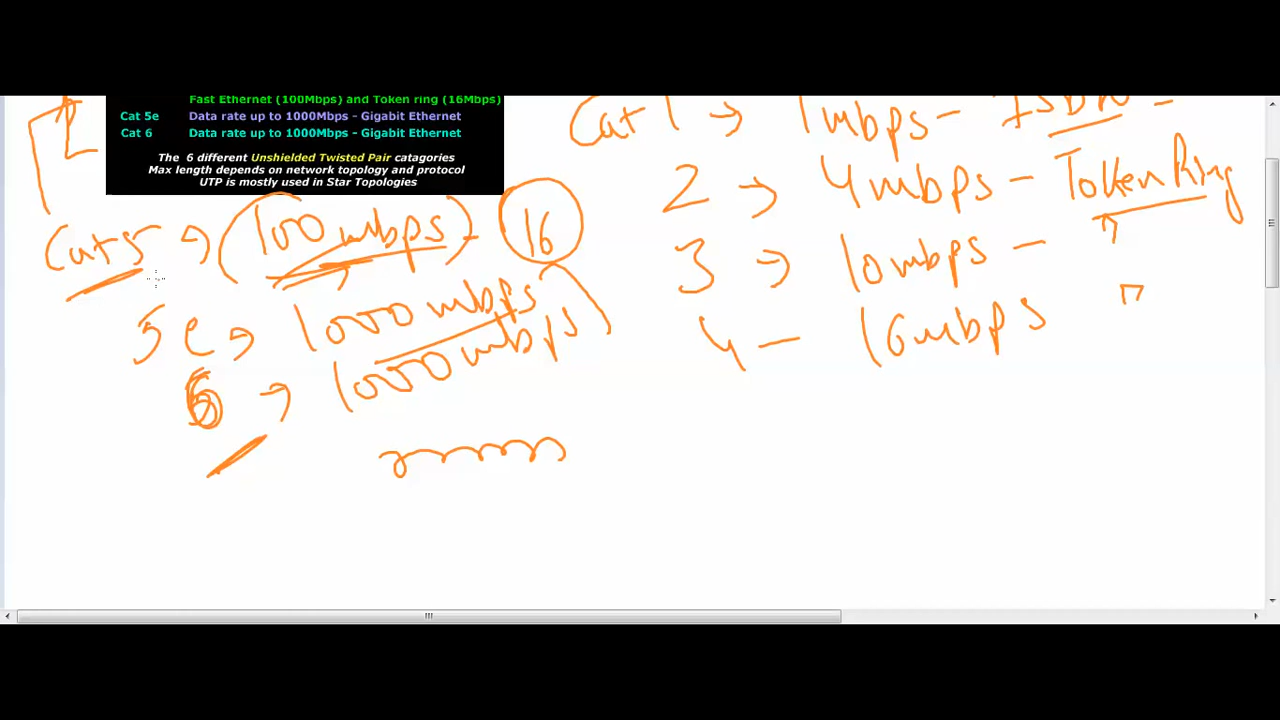 Fast Ethernet (100Mbps) and Token ring (16Mbps)
Cat 5e Data rate up to 1000Mbps - Gigabit Ethernet
Cat 6 Data rate up to 1000Mbps - Gigabit Ethernet
The 6 different Unshielded Twisted Pair catagories
Max length depends on network topology and protocol
UTP is mostly used in Star Topologies
Cat 1 → 1mbps - ISDN -
2 → 4mbps - Token Ring
3 → 10mbps -
4 - 16mbps
Cat5 → (100mbps) - 16
5e → 1000mbps
6 → 1000mbps